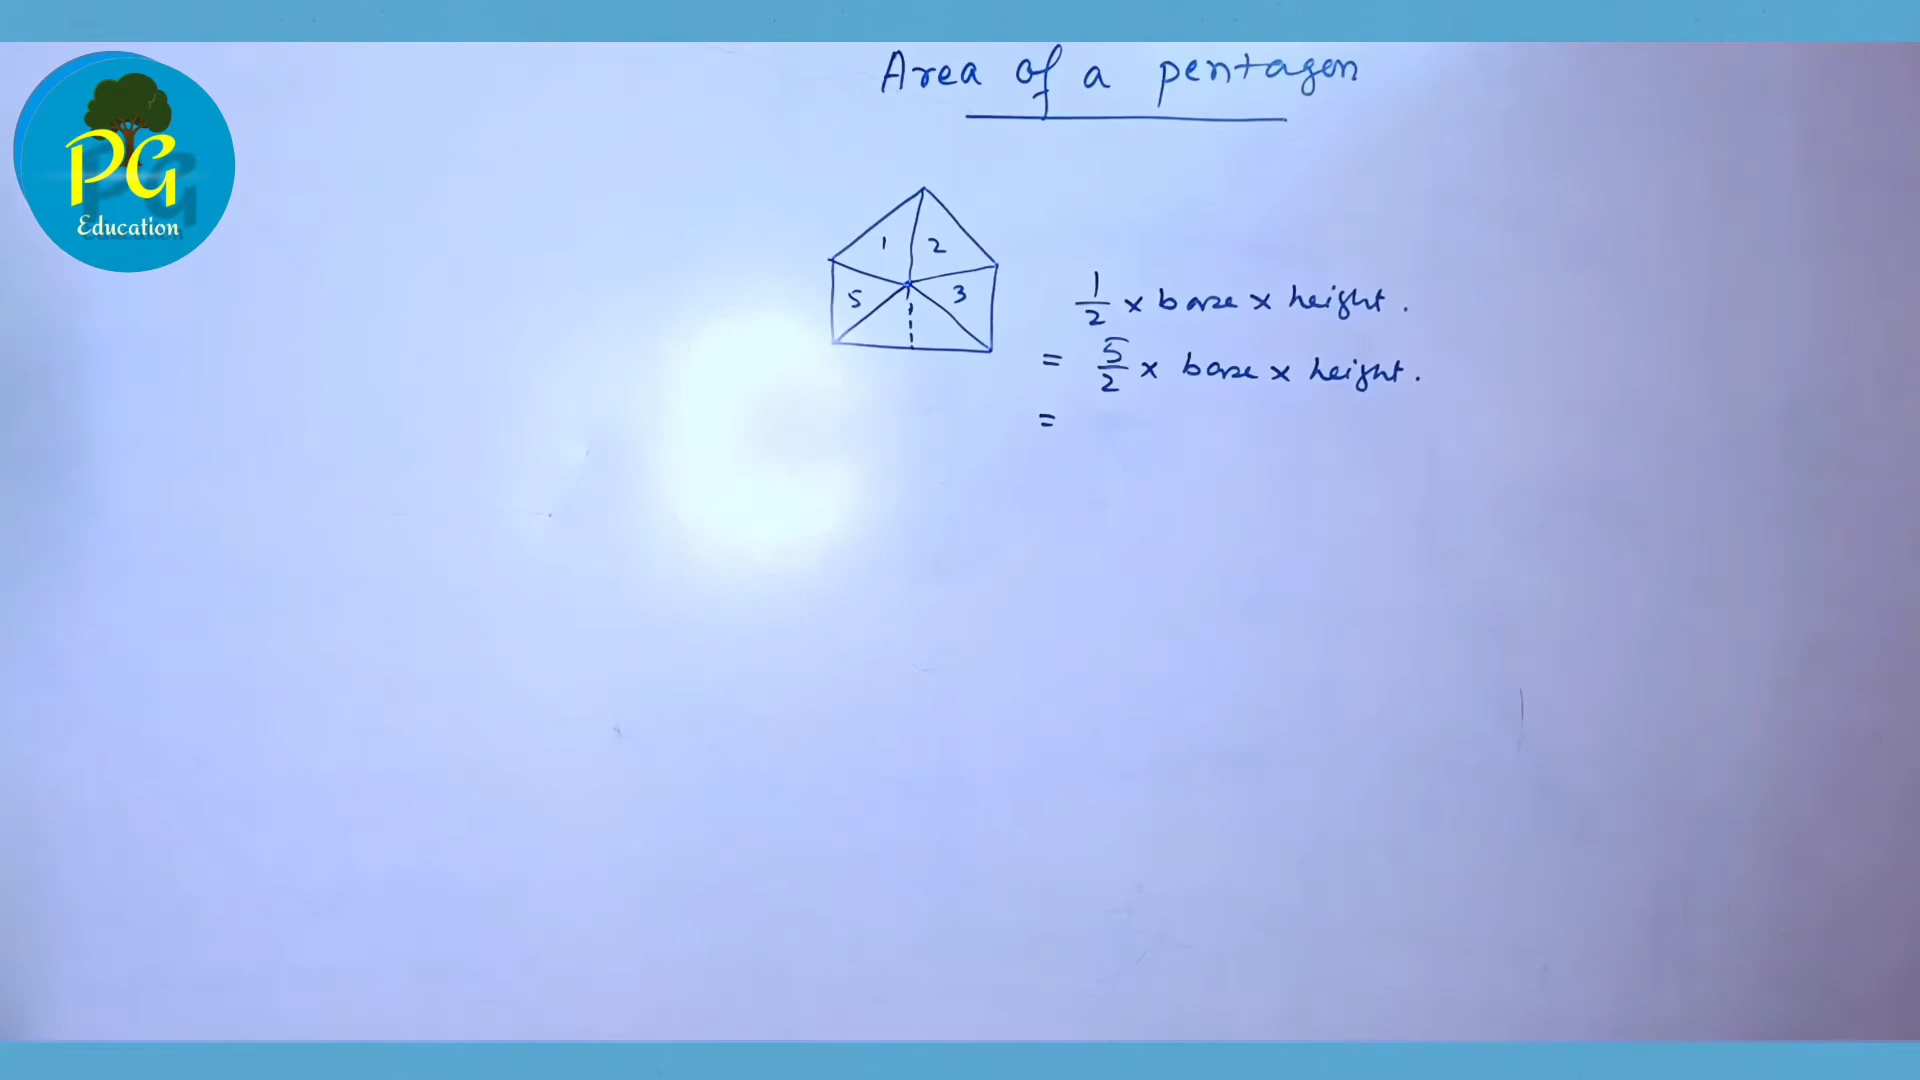 Area of a pentagon
PG
Education
1 2
5 3
1/2 × base × height.
= 5/2 × base × height.
=